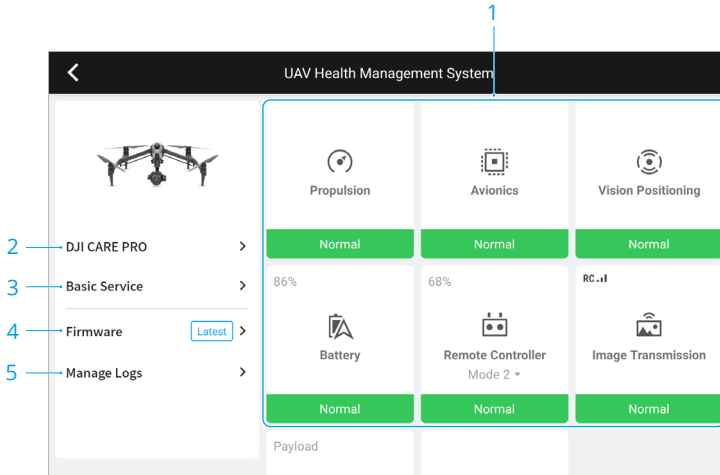 1
UAV Health Management System
Propulsion
Normal
Avionics
Normal
Vision Positioning
Normal
2
DJI CARE PRO
3
Basic Service
4
Firmware
Latest
5
Manage Logs
86%
Battery
Normal
68%
Remote Controller
Mode 2
Normal
RC
Image Transmission
Normal
Payload